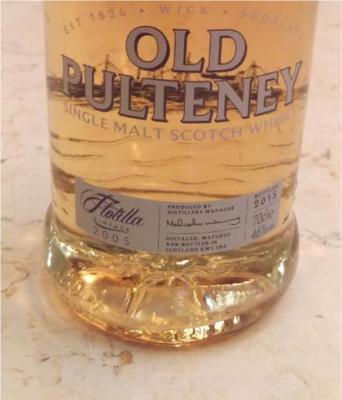 EST 1826 • WICK • SCOTLAND
OLD
PULTENEY
SINGLE MALT SCOTCH WHISKY
Flotilla
VINTAGE
2005
PRODUCED BY
DISTILLERY MANAGER
DISTILLED, MATURED
AND BOTTLED IN
SCOTLAND KW1 5BA
BOTTLED
2015
70cl
46%